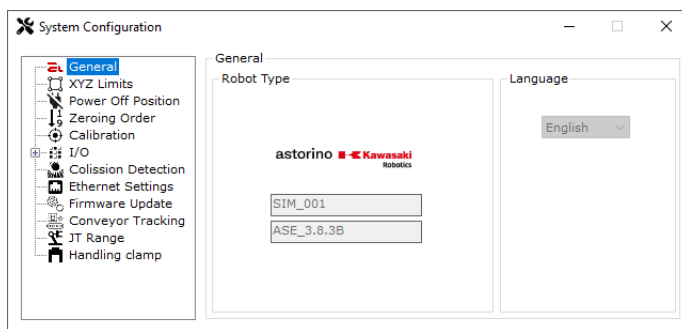 System Configuration
General
XYZ Limits
Power Off Position
Zeroing Order
Calibration
I/O
Colission Detection
Ethernet Settings
Firmware Update
Conveyor Tracking
JT Range
Handling clamp
General
Robot Type
astorino Kawasaki
Robotics
SIM_001
ASE_3.8.3B
Language
English